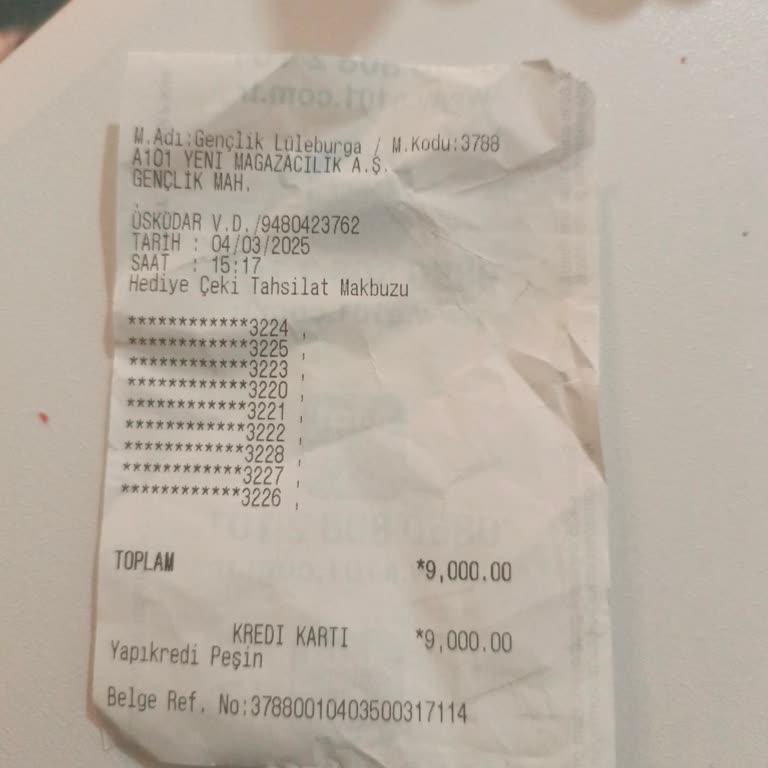 M.Adı:Gençlik Lüleburga / M.Kodu:3788
A101 YENİ MAGAZACILIK A.Ş.
GENÇLİK MAH.
.
ÜSKÜDAR V.D./9480423762
TARİH : 04/03/2025
SAAT : 15:17
Hediye Çeki Tahsilat Makbuzu
************3224 ,
************3225 ,
************3223 ,
************3220 ,
************3221 ,
************3222 ,
************3228 ,
************3227 ,
************3226 ,
TOPLAM *9,000.00
KREDİ KARTI *9,000.00
Yapıkredi Peşin
Belge Ref. No:37880010403500317114